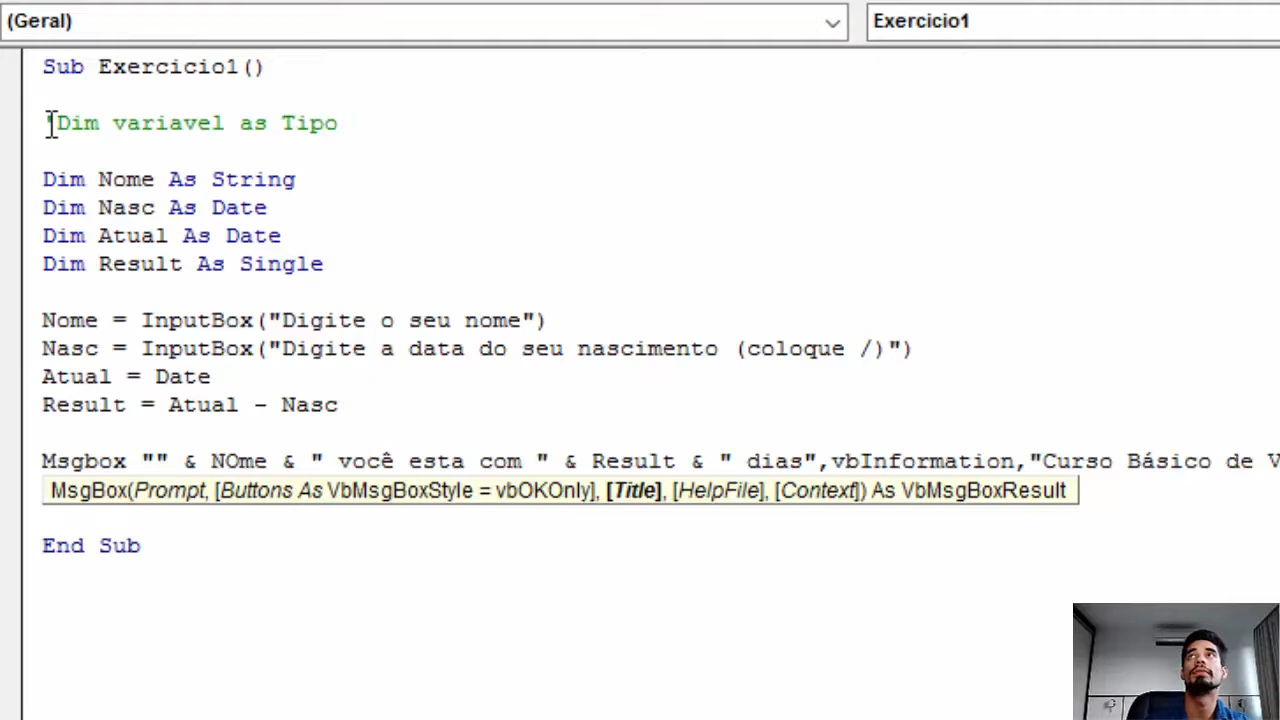 (Geral)
Exercicio1
Sub Exercicio1()
'Dim variavel as Tipo
Dim Nome As String
Dim Nasc As Date
Dim Atual As Date
Dim Result As Single
Nome = InputBox("Digite o seu nome")
Nasc = InputBox("Digite a data do seu nascimento (coloque /)")
Atual = Date
Result = Atual - Nasc
Msgbox "" & NOme & " você esta com " & Result & " dias",vbInformation,"Curso Básico de V
MsgBox(Prompt, [Buttons As VbMsgBoxStyle = vbOKOnly], [Title], [HelpFile], [Context]) As VbMsgBoxResult
End Sub